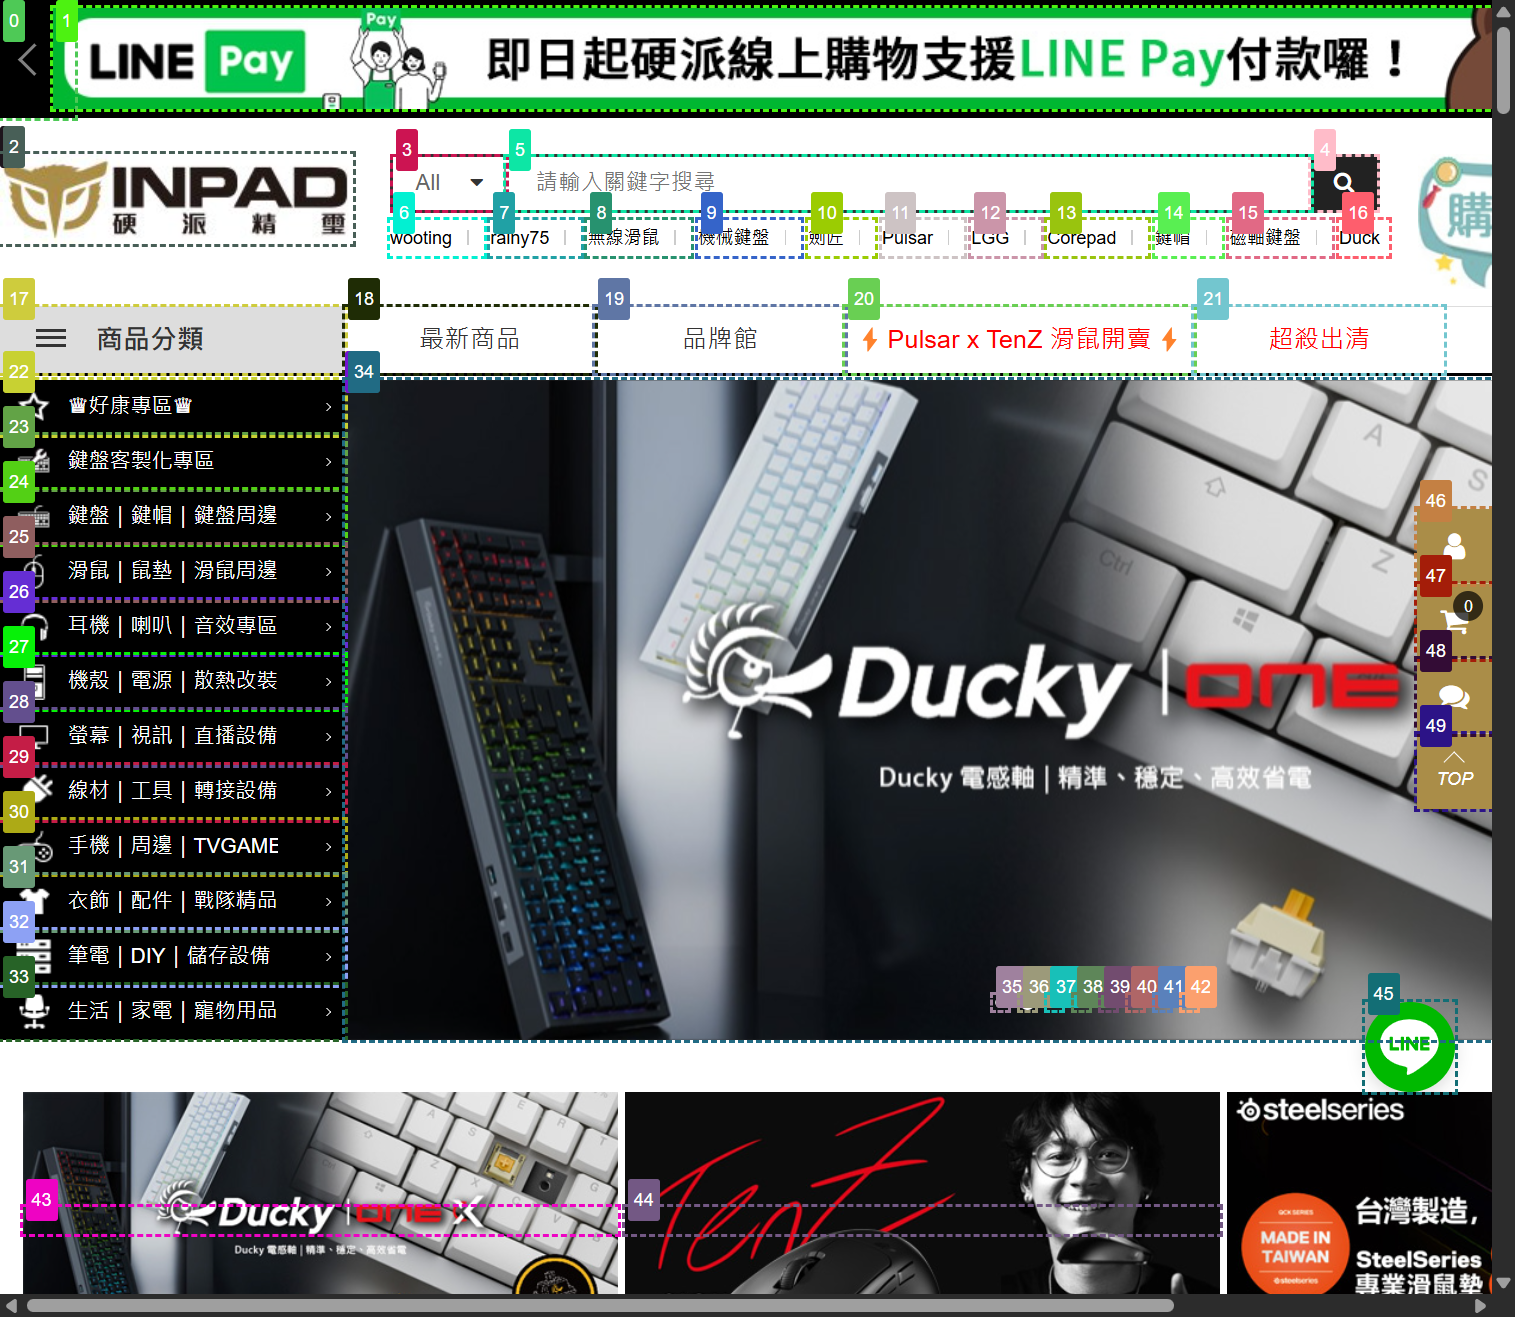 0
1
LINE Pay
Pay
即日起硬派線上購物支援LINE Pay付款囉！
2
INPAD
硬派精璽
3
All
5
請輸入關鍵字搜尋
4
購
6
wooting
7
rainy75
8
無線滑鼠
9
機械鍵盤
10
劍匠
11
Pulsar
12
LGG
13
Corepad
14
鍵帽
15
磁軸鍵盤
16
Duck
17
商品分類
18
最新商品
19
品牌館
20
Pulsar x TenZ 滑鼠開賣
21
超殺出清
22
♛好康專區♛
23
鍵盤客製化專區
24
鍵盤 | 鍵帽 | 鍵盤周邊
25
滑鼠 | 鼠墊 | 滑鼠周邊
26
耳機 | 喇叭 | 音效專區
27
機殼 | 電源 | 散熱改裝
28
螢幕 | 視訊 | 直播設備
29
線材 | 工具 | 轉接設備
30
手機 | 周邊 | TVGAME
31
衣飾 | 配件 | 戰隊精品
32
筆電 | DIY | 儲存設備
33
生活 | 家電 | 寵物用品
34
A
S
Z
Ctrl
Ducky | ONE
Ducky 電感軸 | 精準、穩定、高效省電
35 36 37 38 39 40 41 42
46
47
0
48
49
TOP
45
LINE
43
Ducky | ONE X
Ducky 電感軸 | 精準、穩定、高效省電
44
TenZ
steelseries
QCK SERIES
MADE IN
TAIWAN
steelseries
台灣製造，
SteelSeries
專業滑鼠墊